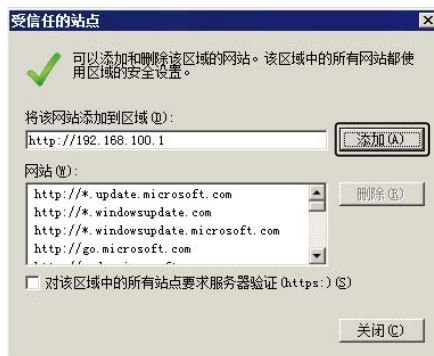 受信任的站点
可以添加和删除该区域的网站。该区域中的所有网站都使
用区域的安全设置。
将该网站添加到区域(D):
http://192.168.100.1
添加(A)
网站(W):
http://*.update.microsoft.com
删除(R)
http://*.windowsupdate.com
http://*.windowsupdate.microsoft.com
http://go.microsoft.com
对该区域中的所有站点要求服务器验证(https:)(S)
关闭(C)